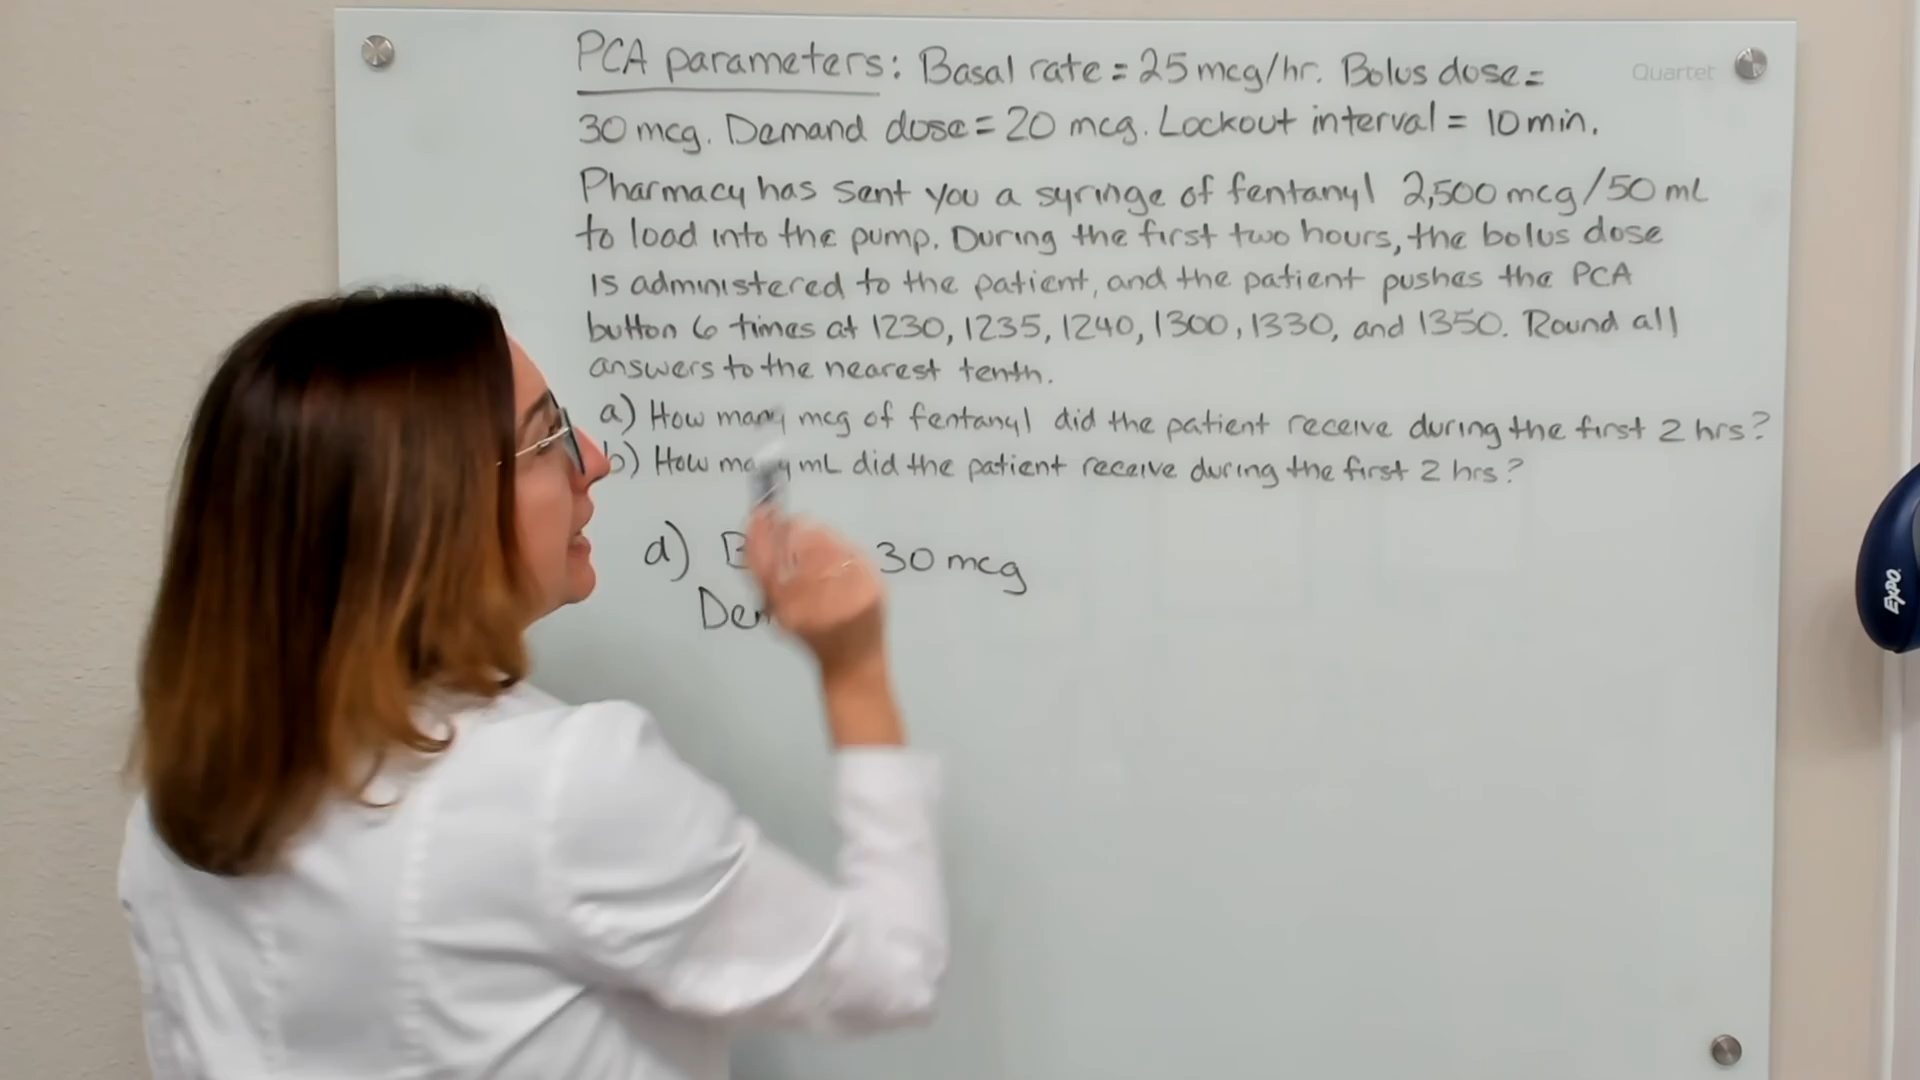 PCA parameters: Basal rate = 25 mcg/hr. Bolus dose =
Quartet
30 mcg. Demand dose = 20 mcg. Lockout interval = 10 min.
Pharmacy has sent you a syringe of fentanyl 2,500 mcg/50 mL
to load into the pump. During the first two hours, the bolus dose
is administered to the patient, and the patient pushes the PCA
button 6 times at 1230, 1235, 1240, 1300, 1330, and 1350. Round all
answers to the nearest tenth.
a) How many mcg of fentanyl did the patient receive during the first 2 hrs?
b) How many mL did the patient receive during the first 2 hrs?
a) 30 mcg
EXPO